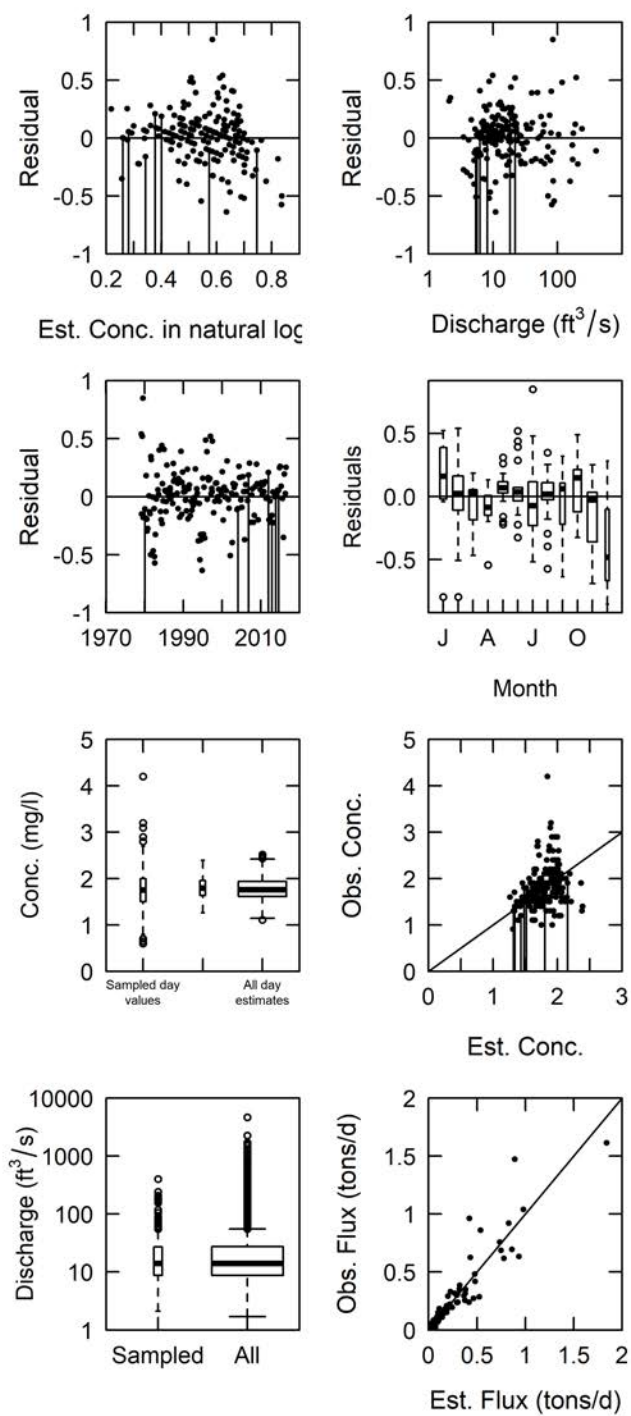 1
0.5
0
-0.5
-1
Residual
0.2
0.4
0.6
0.8
Est. Conc. in natural log
1
0.5
0
-0.5
-1
Residual
1
10
100
Discharge (ft³/s)
1
0.5
0
-0.5
-1
Residual
1970
1990
2010
0.5
0.0
-0.5
Residuals
J
A
J
O
Month
5
4
3
2
1
0
Conc. (mg/l)
Sampled day
values
All day
estimates
5
4
3
2
1
0
Obs. Conc.
0
1
2
3
Est. Conc.
10000
1000
100
10
1
Discharge (ft³/s)
Sampled
All
2
1.5
1
0.5
0
Obs. Flux (tons/d)
0
0.5
1
1.5
2
Est. Flux (tons/d)